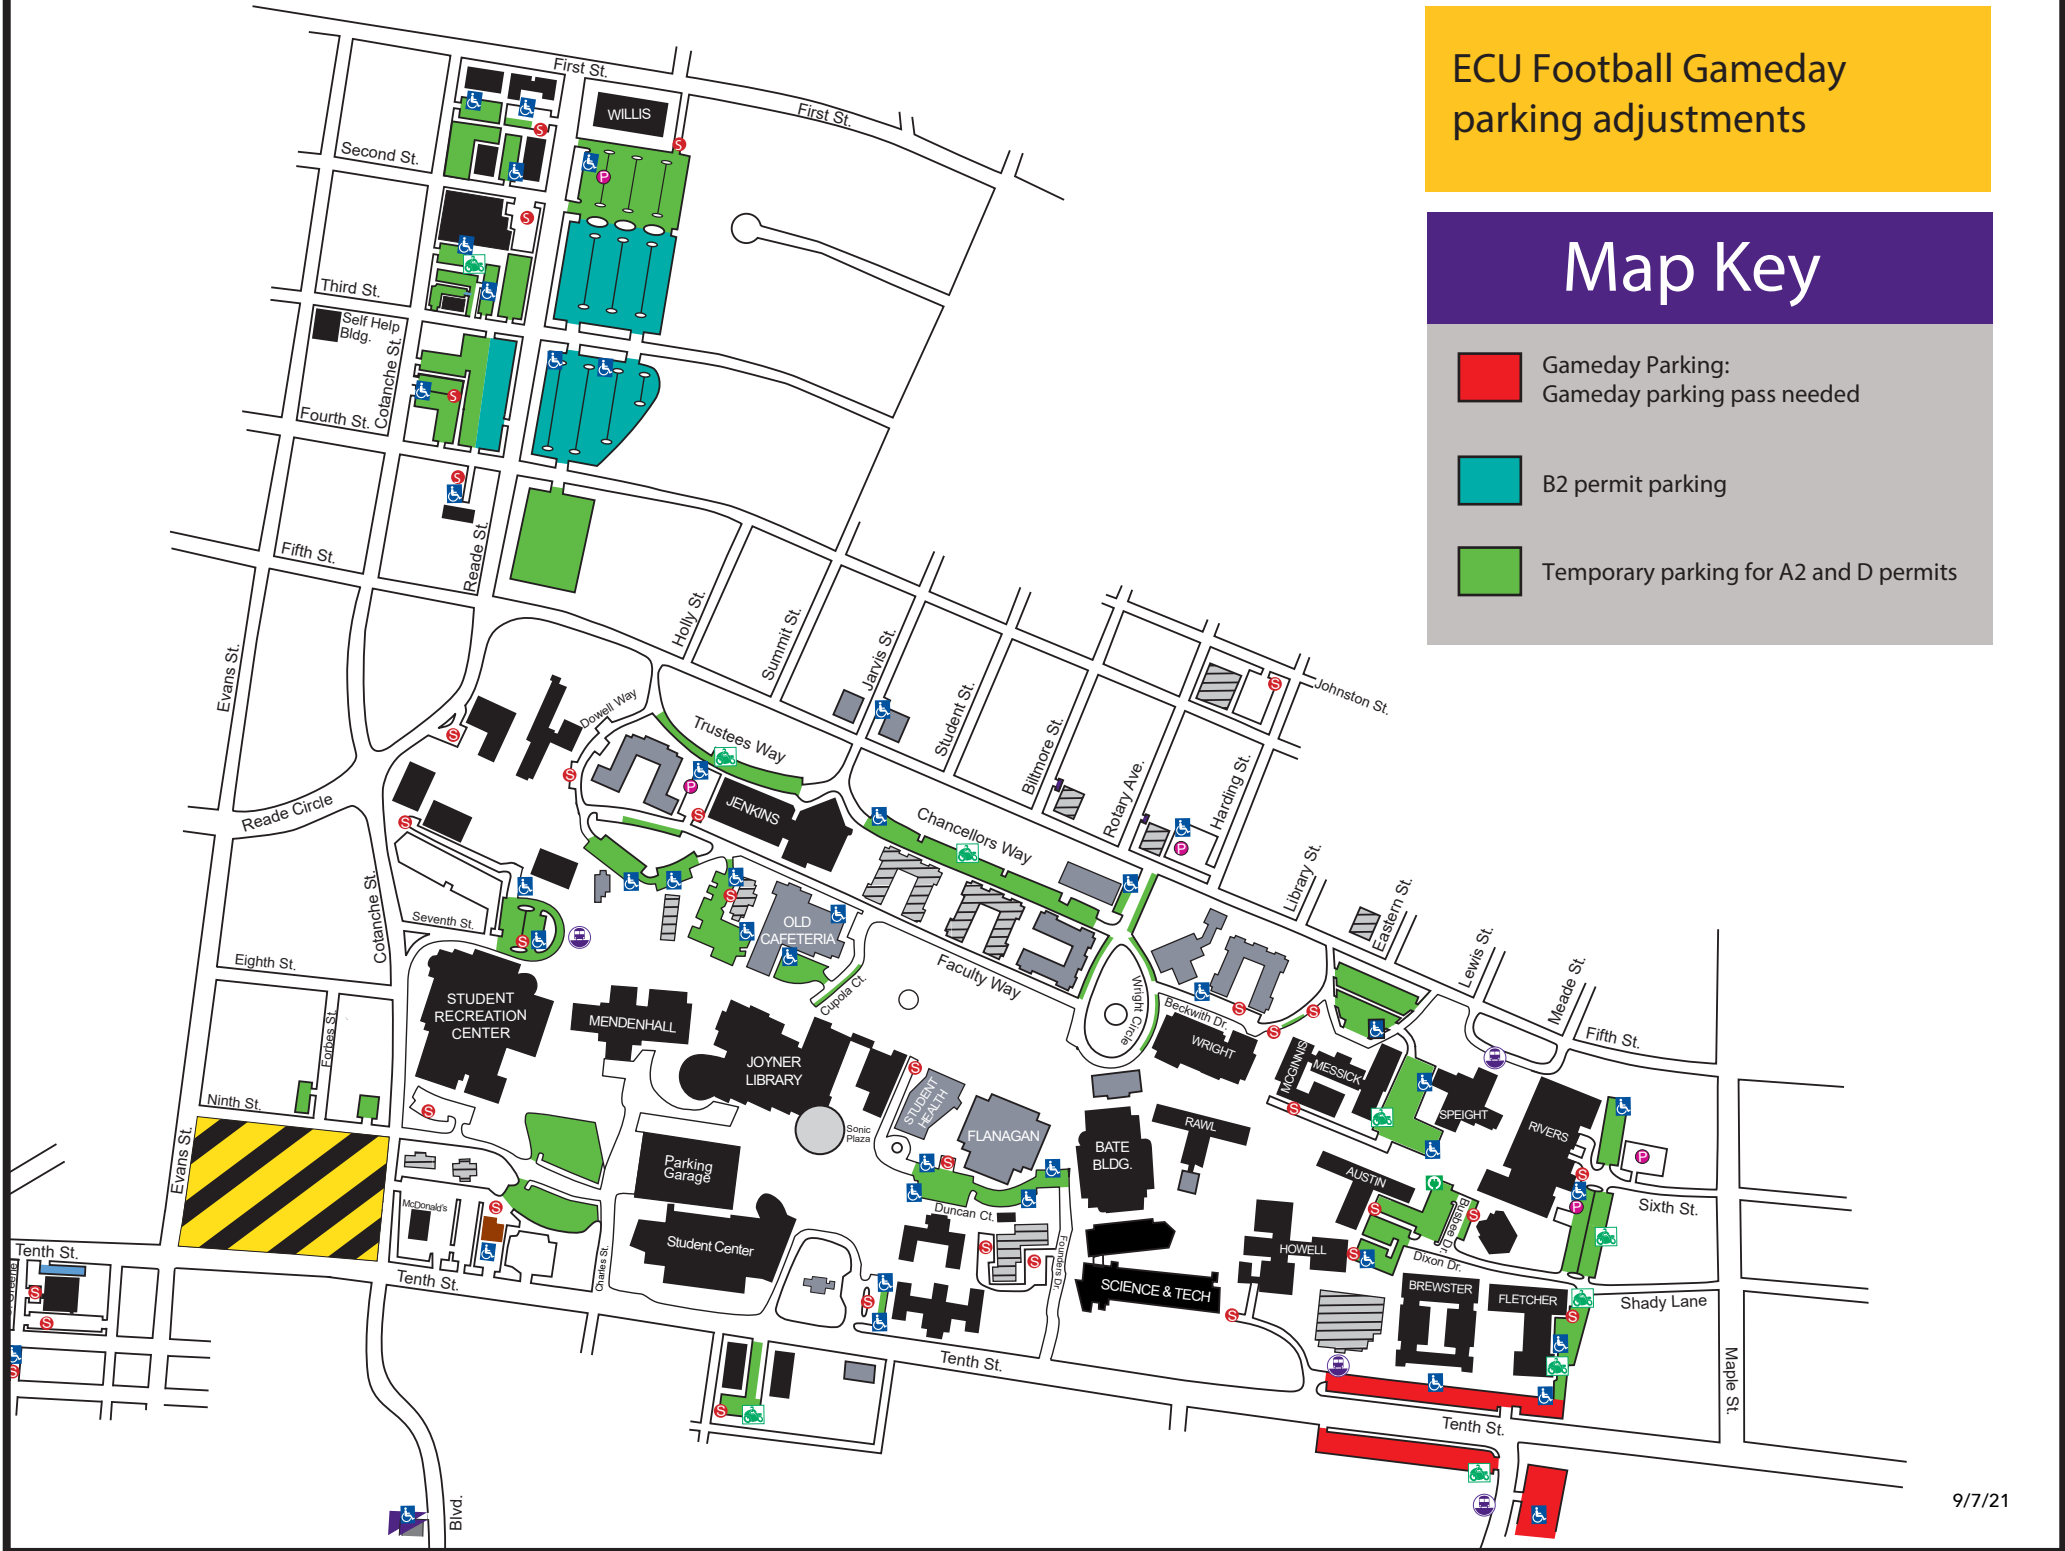 ECU Football Gameday
parking adjustments
Map Key
Gameday Parking:
Gameday parking pass needed
B2 permit parking
Temporary parking for A2 and D permits
First St.
First St.
WILLIS
Second St.
Third St.
Self Help
Bldg.
Cotanche St.
Fourth St.
Fifth St.
Reade St.
Evans St.
Holly St.
Summit St.
Jarvis St.
Student St.
Biltmore St.
Rotary Ave.
Harding St.
Johnston St.
Library St.
Eastern St.
Lewis St.
Meade St.
Fifth St.
Dowell Way
Trustees Way
JENKINS
Chancellors Way
Reade Circle
Cotanche St.
Seventh St.
Eighth St.
OLD
CAFETERIA
Cupola Ct.
Faculty Way
Wright Circle
Beckwith Dr.
WRIGHT
STUDENT
RECREATION
CENTER
MENDENHALL
JOYNER
LIBRARY
Sonic
Plaza
STUDENT
HEALTH
FLANAGAN
BATE
BLDG.
RAWL
MCGINNIS
MESSICK
SPEIGHT
RIVERS
AUSTIN
Forbes St.
Ninth St.
Evans St.
McDonald's
Parking
Garage
Student Center
Charles St.
Duncan Ct.
Founders Dr.
SCIENCE & TECH
HOWELL
Busbee Dr.
Dixon Dr.
BREWSTER
FLETCHER
Sixth St.
Shady Lane
Maple St.
Tenth St.
Tenth St.
Tenth St.
Tenth St.
Blvd.
9/7/21